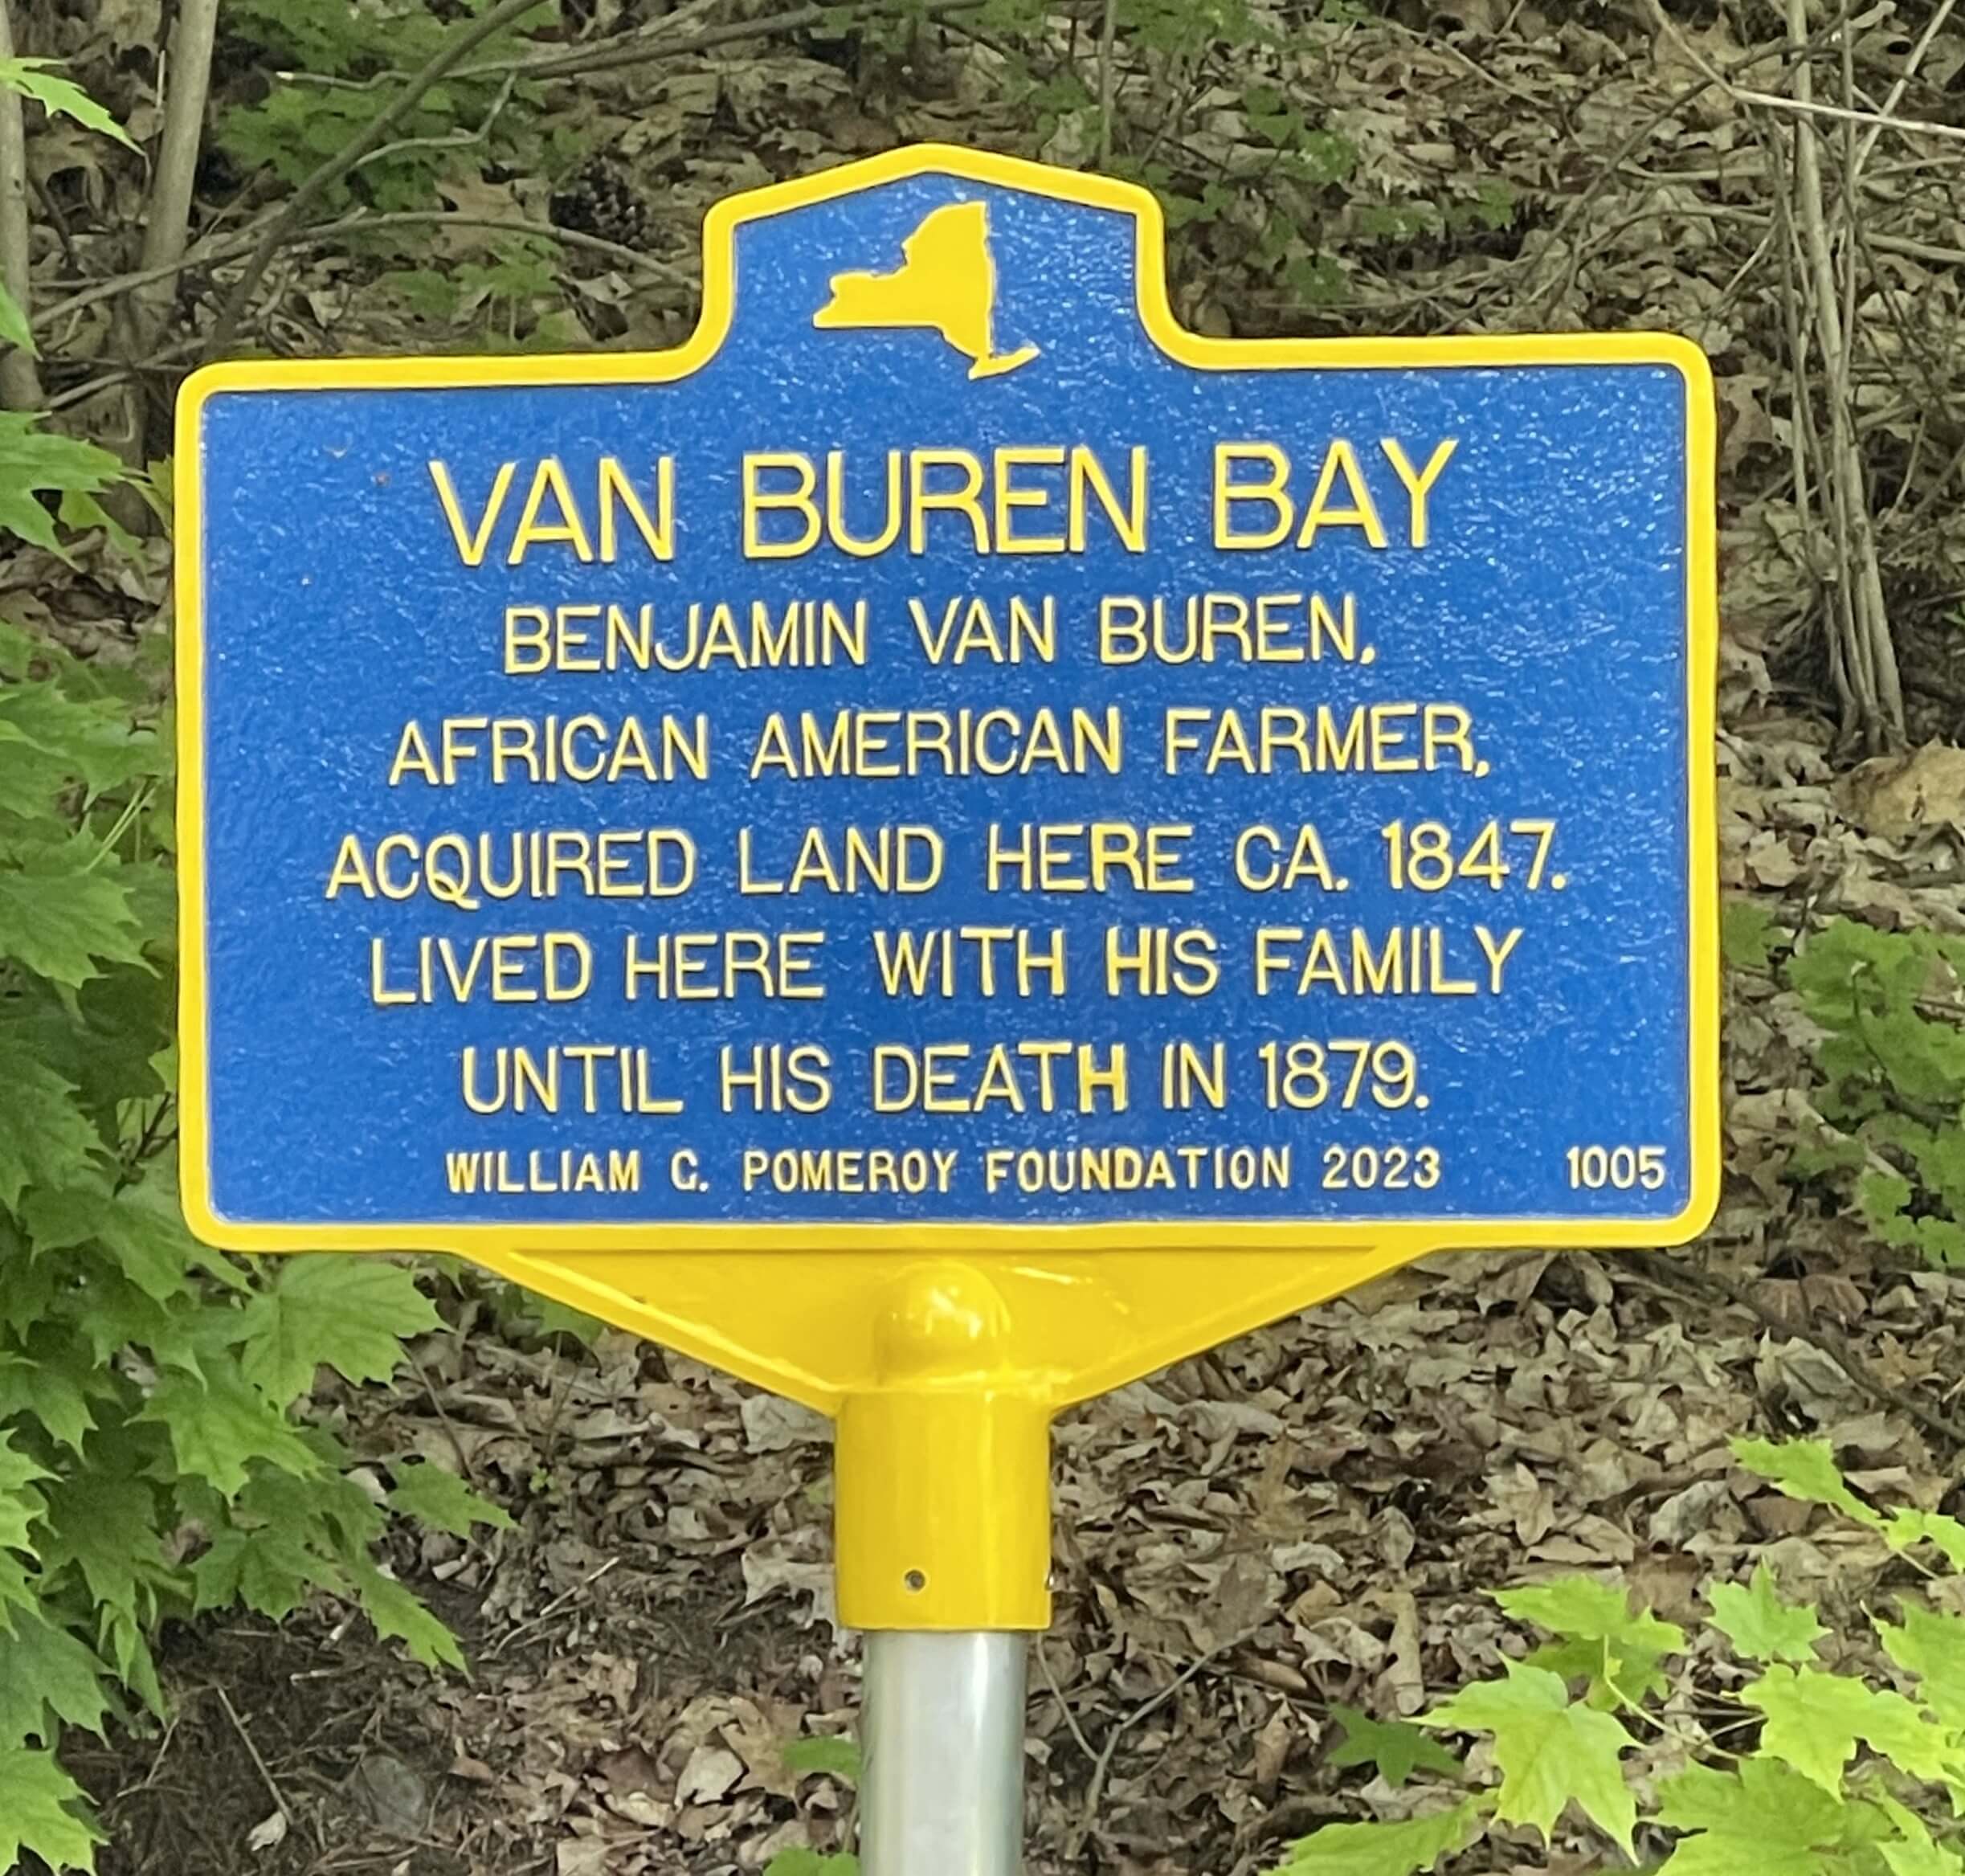 VAN BUREN BAY
BENJAMIN VAN BUREN,
AFRICAN AMERICAN FARMER,
ACQUIRED LAND HERE CA. 1847.
LIVED HERE WITH HIS FAMILY
UNTIL HIS DEATH IN 1879.
WILLIAM G. POMEROY FOUNDATION 2023 1005